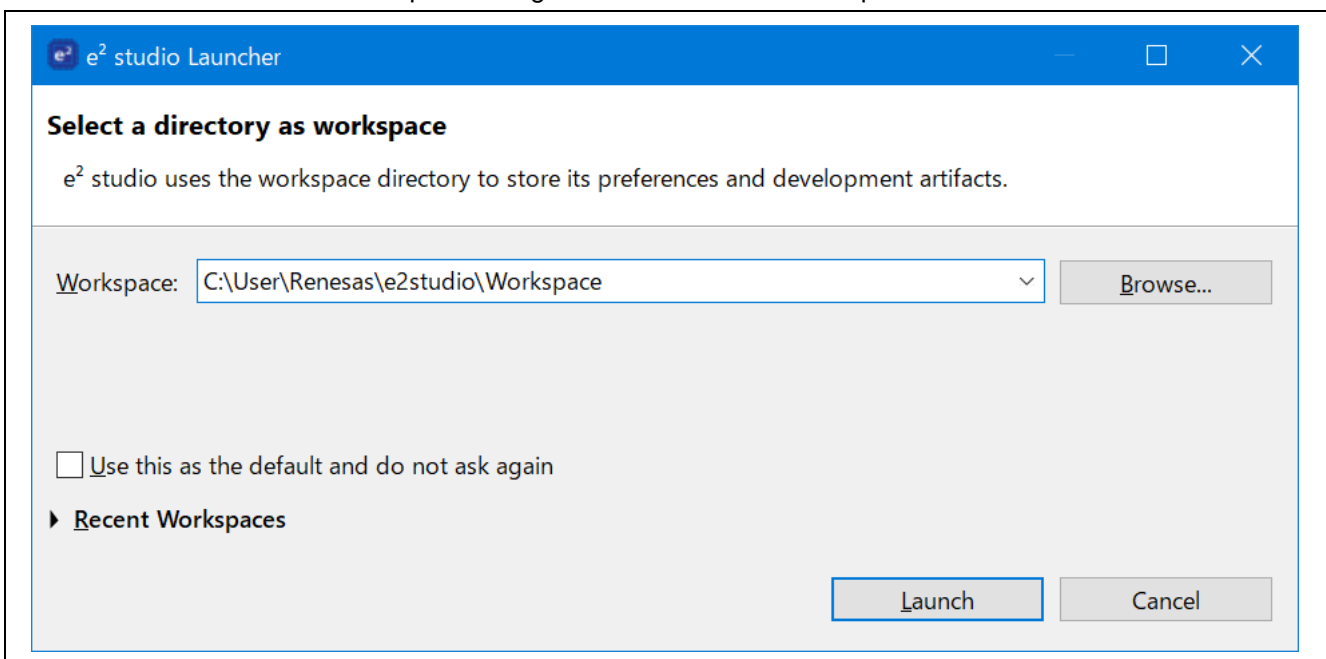 e² studio Launcher
Select a directory as workspace
e² studio uses the workspace directory to store its preferences and development artifacts.
Workspace: C:\User\Renesas\e2studio\Workspace Browse...
Use this as the default and do not ask again
Recent Workspaces
Launch Cancel